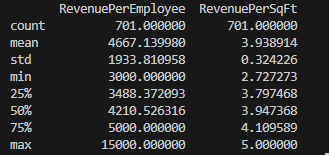 RevenuePerEmployee RevenuePerSqFt
count 701.000000 701.000000
mean 4667.139980 3.938914
std 1933.810958 0.324226
min 3000.000000 2.727273
25% 3488.372093 3.797468
50% 4210.526316 3.947368
75% 5000.000000 4.109589
max 15000.000000 5.000000